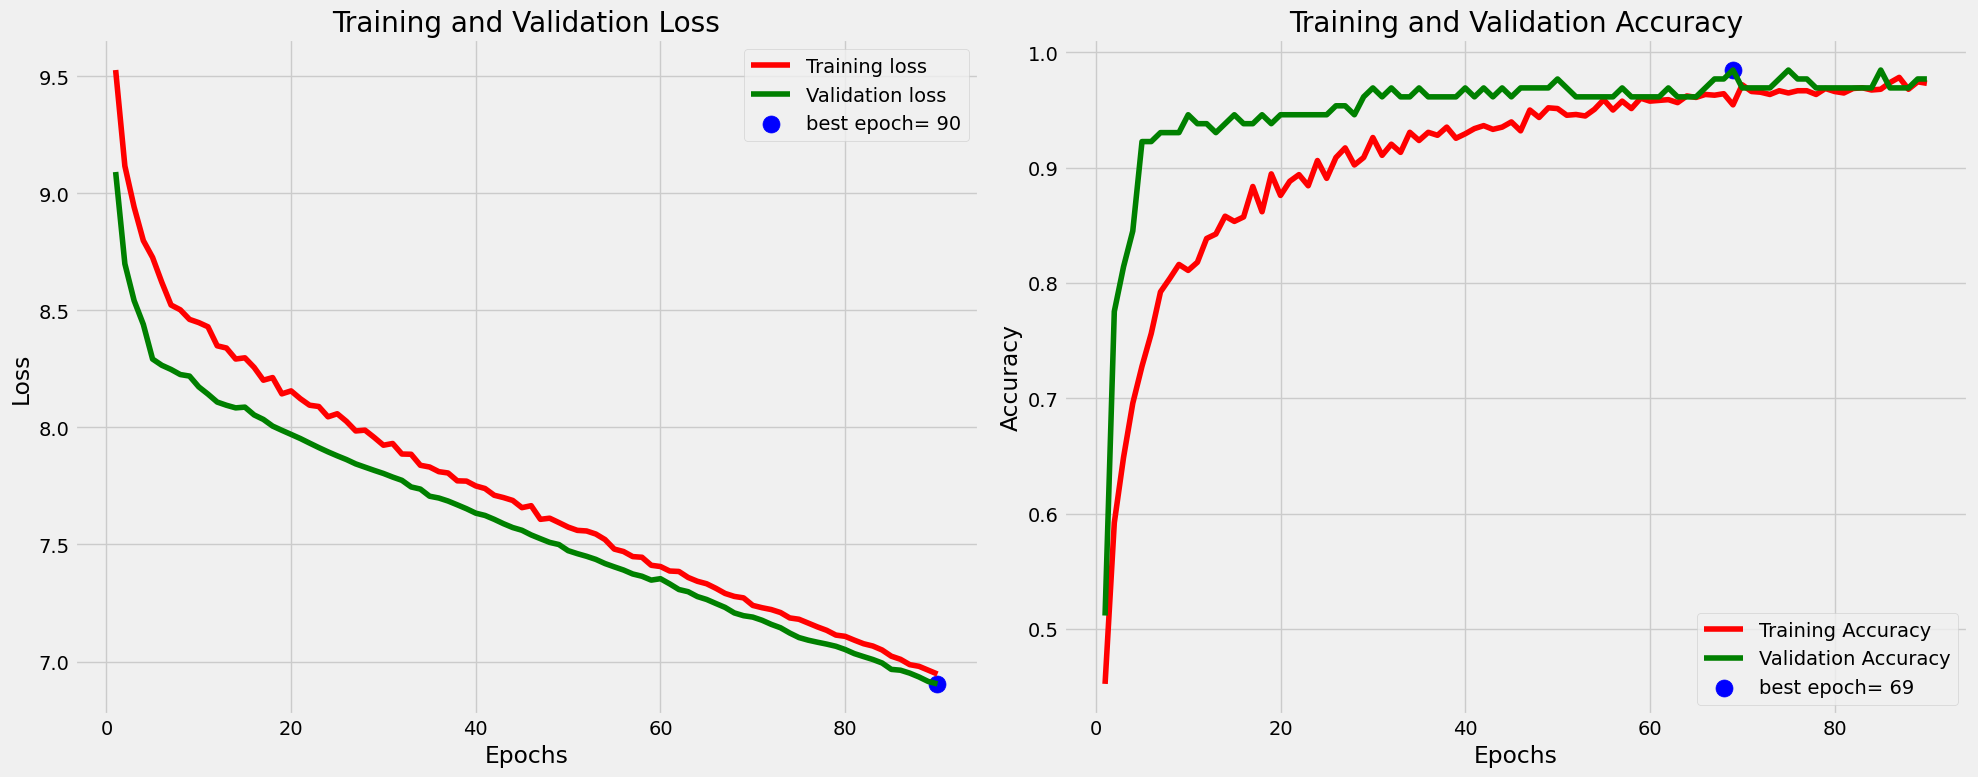 Training and Validation Loss
9.5
9.0
8.5
8.0
7.5
7.0
Loss
0
20
40
60
80
Epochs
Training loss
Validation loss
best epoch= 90
Training and Validation Accuracy
1.0
0.9
0.8
0.7
0.6
0.5
Accuracy
0
20
40
60
80
Epochs
Training Accuracy
Validation Accuracy
best epoch= 69